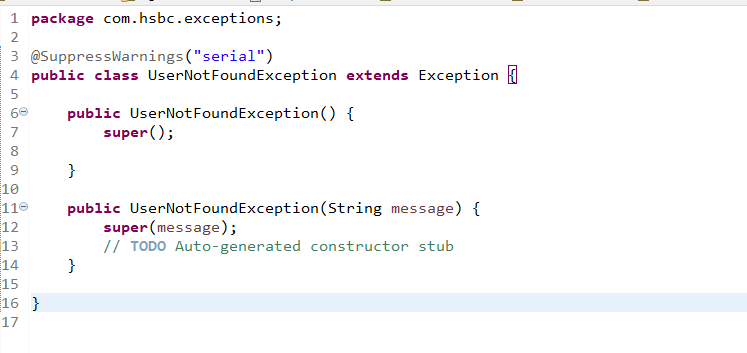 1 package com.hsbc.exceptions;
2
3 @SuppressWarnings("serial")
4 public class UserNotFoundException extends Exception {
5
6 public UserNotFoundException() {
7 super();
8
9 }
10
11 public UserNotFoundException(String message) {
12 super(message);
13 // TODO Auto-generated constructor stub
14 }
15
16 }
17